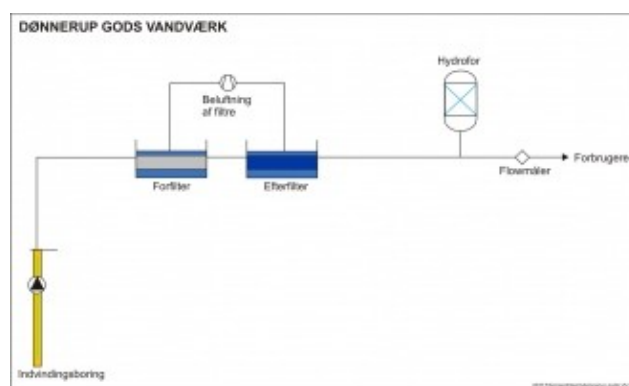 DØNNERUP GODS VANDVÆRK
Hydrofor
Beluftning
af filtre
Forfilter
Efterfilter
Flowmåler
Forbrugere
Indvindingsboring